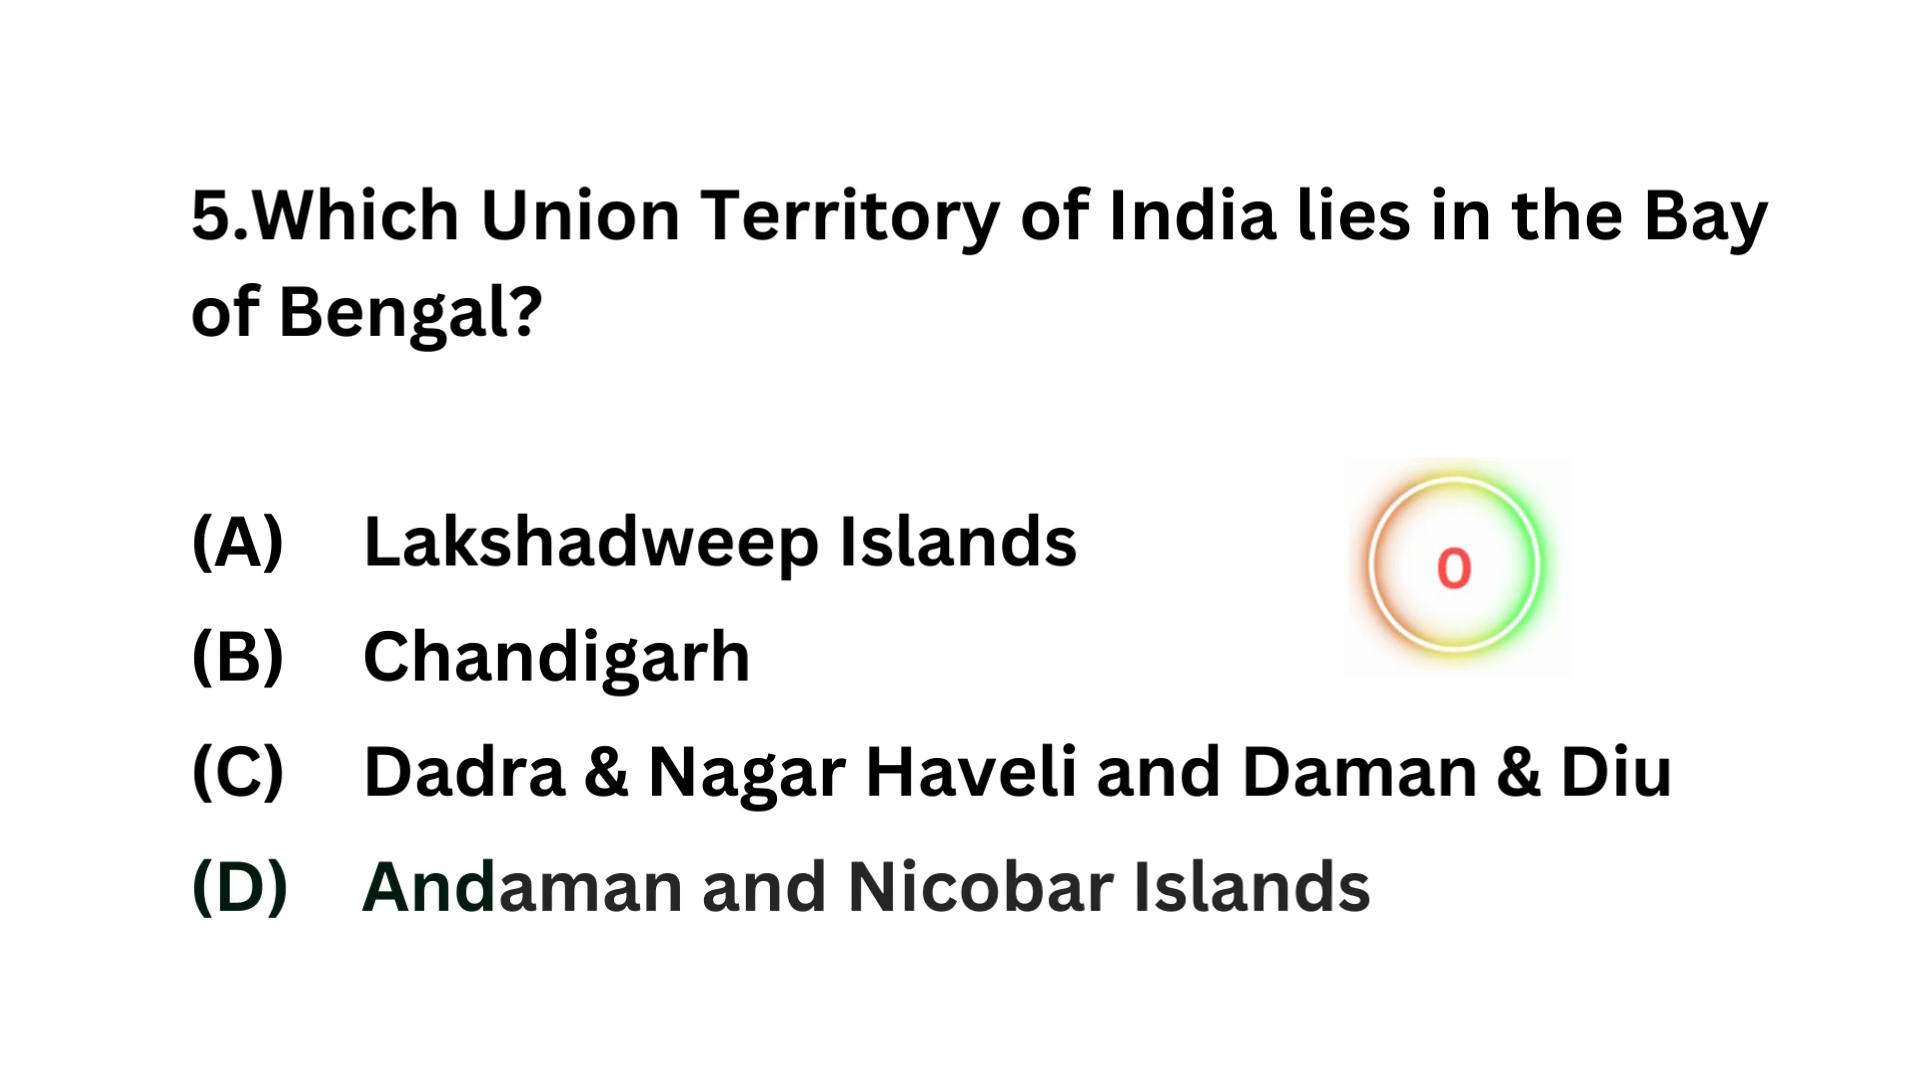 5.Which Union Territory of India lies in the Bay
of Bengal?
(A) Lakshadweep Islands
0
(B) Chandigarh
(C) Dadra & Nagar Haveli and Daman & Diu
(D) Andaman and Nicobar Islands